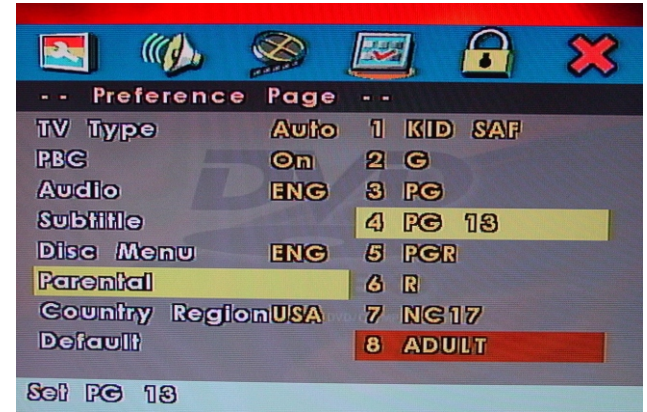 -- Preference Page --
TV Type Auto 1 KID SAF
PBC On 2 G
Audio ENG 3 PG
Subtitle 4 PG 13
Disc Menu ENG 5 PGR
Parental 6 R
Country Region USA 7 NC17
Default 8 ADULT
Set PG 13
DVD